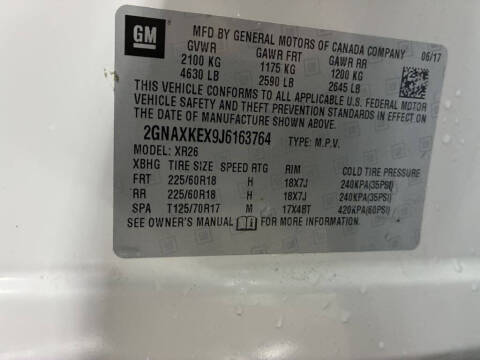 GM
MFD BY GENERAL MOTORS OF CANADA COMPANY 06/17
GVWR GAWR FRT GAWR RR
2100 KG 1175 KG 1200 KG
4630 LB 2590 LB 2645 LB
THIS VEHICLE CONFORMS TO ALL APPLICABLE U.S. FEDERAL MOTOR
VEHICLE SAFETY, BUMPER, AND THEFT PREVENTION STANDARDS IN EFFECT
ON THE DATE OF MANUFACTURE SHOWN ABOVE.
2GNAXKEX9J6163764 TYPE: M.P.V.
MODEL: XR26
XBHG TIRE SIZE SPEED RTG RIM COLD TIRE PRESSURE
FRT 225/60R18 H 18X7J 240KPA(35PSI)
RR 225/60R18 H 18X7J 240KPA(35PSI)
SPA T125/70R17 M 17X4BT 420KPA(60PSI)
SEE OWNER'S MANUAL FOR MORE INFORMATION.